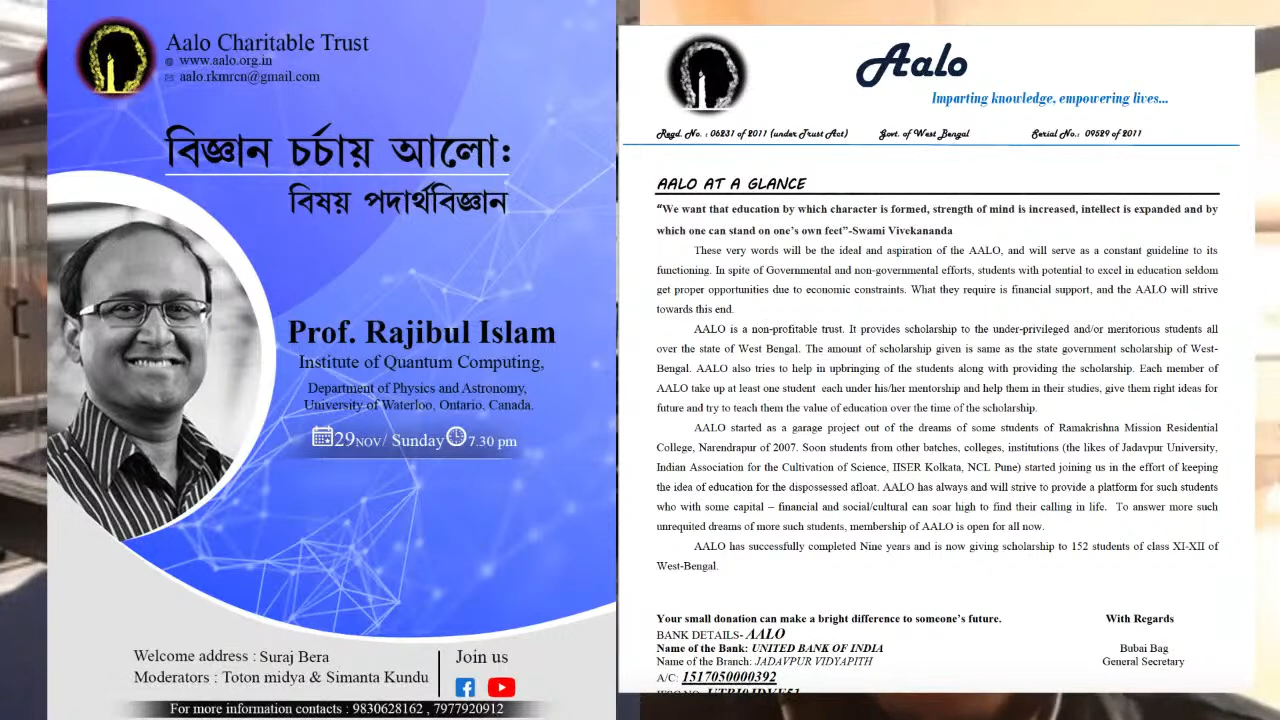 Aalo Charitable Trust
www.aalo.org.in
aalo.rkmrcn@gmail.com
বিজ্ঞান চর্চায় আলো:
বিষয় পদার্থবিজ্ঞান
Prof. Rajibul Islam
Institute of Quantum Computing,
Department of Physics and Astronomy,
University of Waterloo, Ontario, Canada.
29NOV/ Sunday 7.30 pm
Welcome address : Suraj Bera
Moderators : Toton midya & Simanta Kundu
Join us
For more information contacts : 9830628162 , 7977920912
Aalo
Imparting knowledge, empowering lives...
Regd. No. : 06231 of 2011 (under Trust Act) Govt. of West Bengal Serial No.: 09529 of 2011
AALO AT A GLANCE
“We want that education by which character is formed, strength of mind is increased, intellect is expanded and by
which one can stand on one’s own feet”-Swami Vivekananda
These very words will be the ideal and aspiration of the AALO, and will serve as a constant guideline to its
functioning. In spite of Governmental and non-governmental efforts, students with potential to excel in education seldom
get proper opportunities due to economic constraints. What they require is financial support, and the AALO will strive
towards this end.
AALO is a non-profitable trust. It provides scholarship to the under-privileged and/or meritorious students all
over the state of West Bengal. The amount of scholarship given is same as the state government scholarship of West-
Bengal. AALO also tries to help in upbringing of the students along with providing the scholarship. Each member of
AALO take up at least one student each under his/her mentorship and help them in their studies, give them right ideas for
future and try to teach them the value of education over the time of the scholarship.
AALO started as a garage project out of the dreams of some students of Ramakrishna Mission Residential
College, Narendrapur of 2007. Soon students from other batches, colleges, institutions (the likes of Jadavpur University,
Indian Association for the Cultivation of Science, IISER Kolkata, NCL Pune) started joining us in the effort of keeping
the idea of education for the dispossessed afloat. AALO has always and will strive to provide a platform for such students
who with some capital – financial and social/cultural can soar high to find their calling in life. To answer more such
unrequited dreams of more such students, membership of AALO is open for all now.
AALO has successfully completed Nine years and is now giving scholarship to 152 students of class XI-XII of
West-Bengal.
Your small donation can make a bright difference to someone’s future.
BANK DETAILS- AALO
Name of the Bank: UNITED BANK OF INDIA
Name of the Branch: JADAVPUR VIDYAPITH
A/C: 1517050000392
With Regards
Bubai Bag
General Secretary